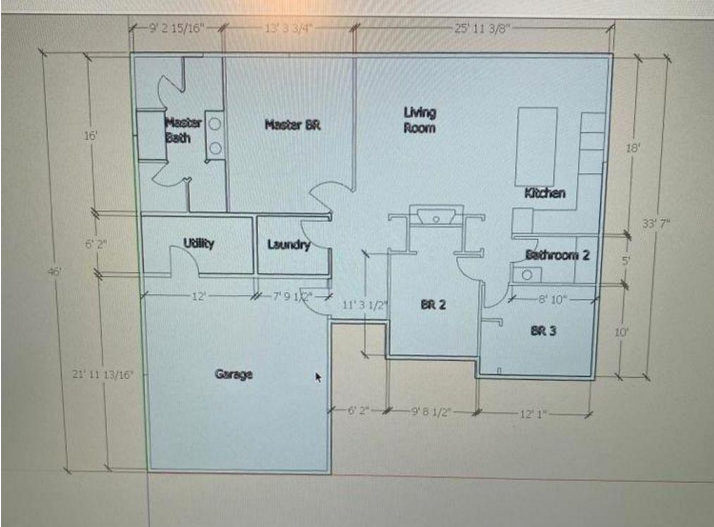 9' 2 15/16"
13' 3 3/4"
25' 11 3/8"
Living
Room
Master
Bath
Master BR
16'
18'
Kitchen
33' 7"
6' 2"
Utility
Laundry
Bathroom 2
5'
46'
12'
7' 9 1/2"
11' 3 1/2"
BR 2
8' 10"
BR 3
10'
21' 11 13/16"
Garage
6' 2"
9' 8 1/2"
12' 1"